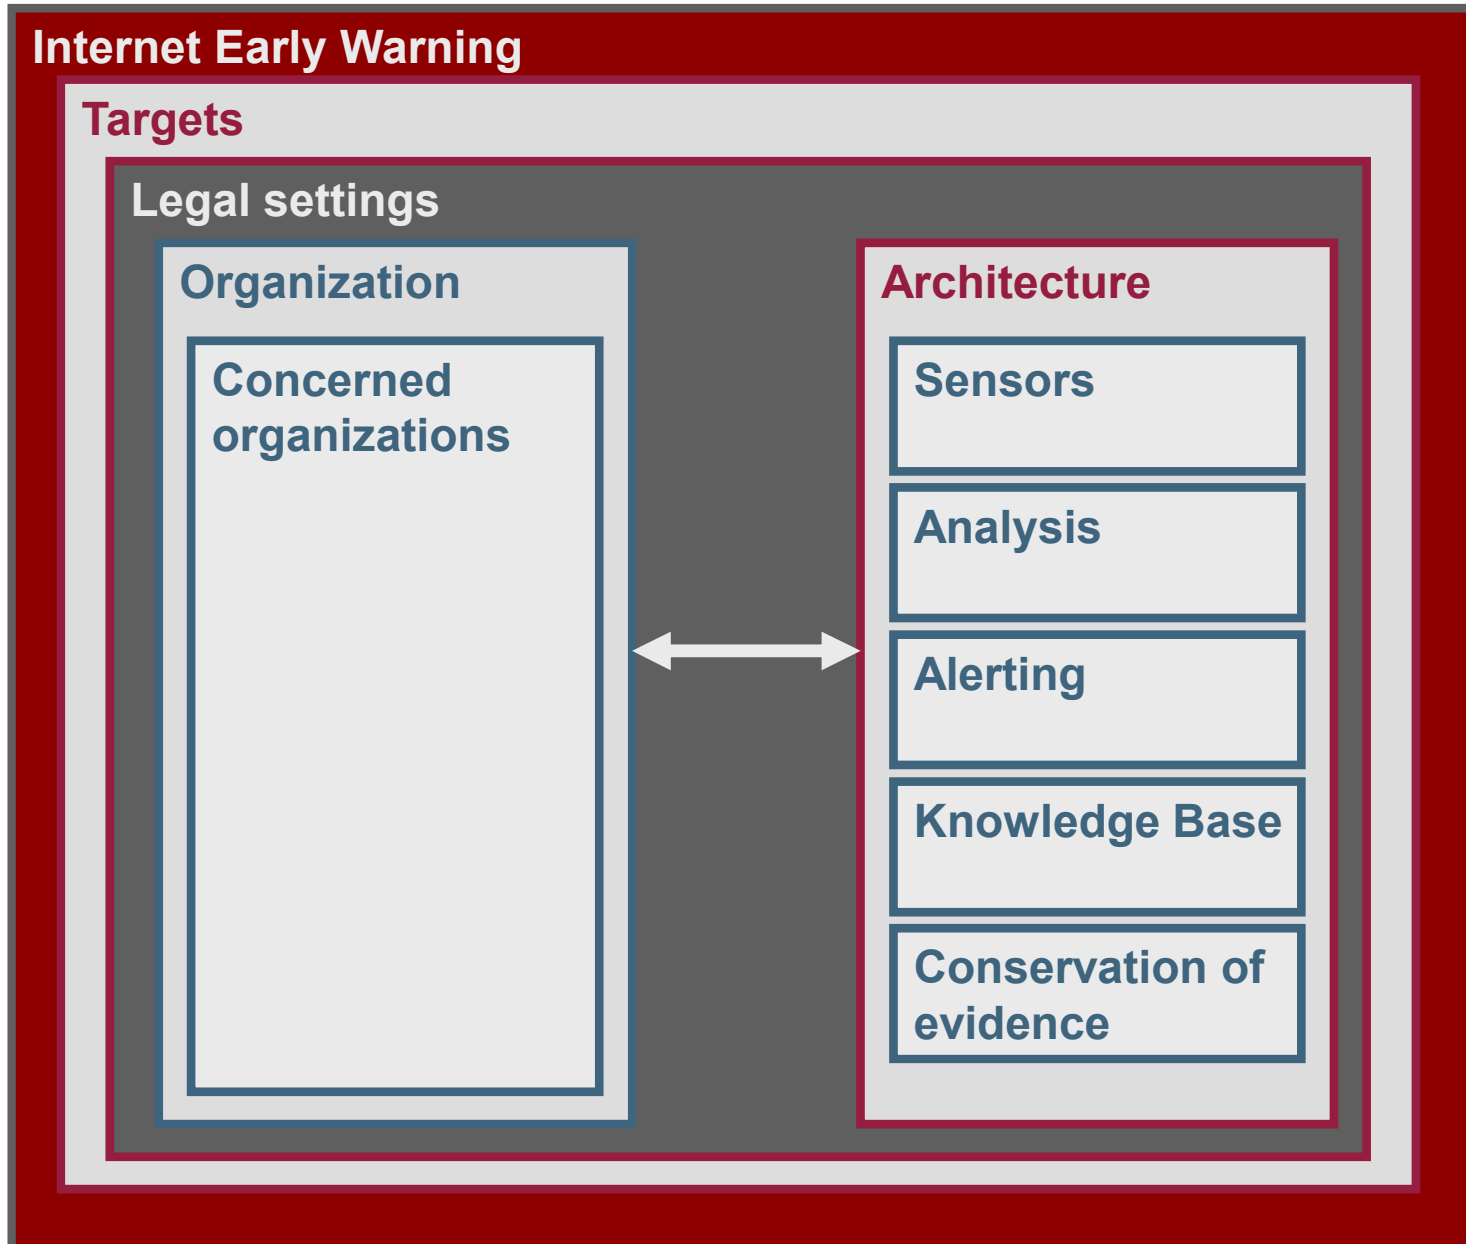 Internet Early Warning
Targets
Legal settings
Organization
Concerned
organizations
Architecture
Sensors
Analysis
Alerting
Knowledge Base
Conservation of
evidence